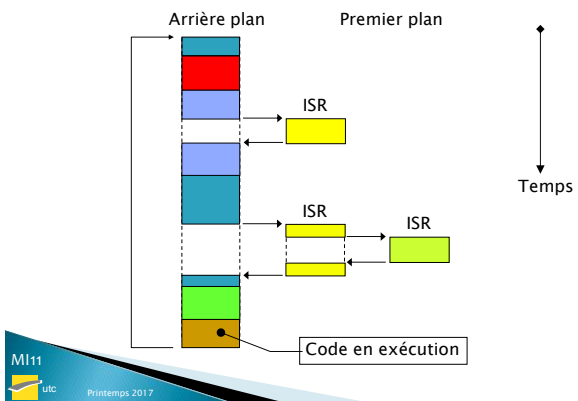 Arrière plan
Premier plan
ISR
Temps
ISR
ISR
Code en exécution
MI11
utc
Printemps 2017